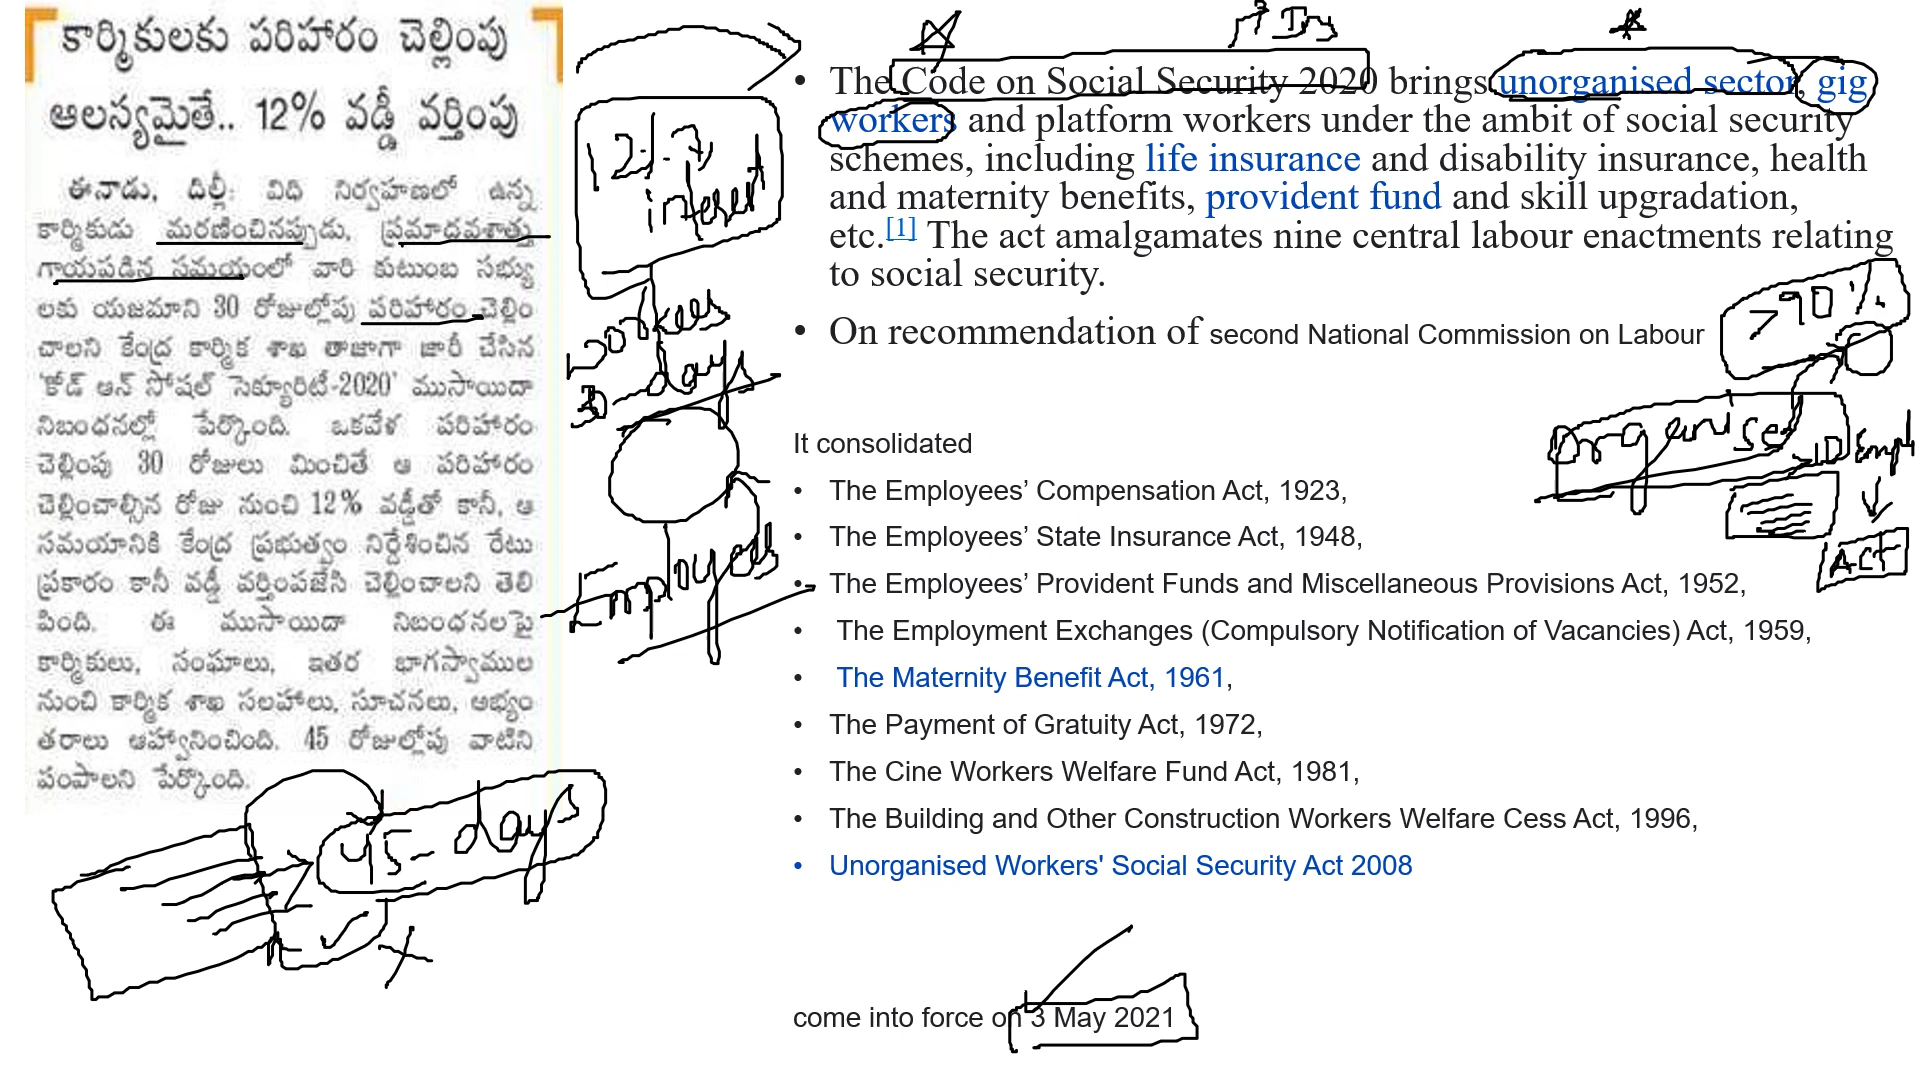 కార్మికులకు పరిహారం చెల్లింపు
ఆలస్యమైతే.. 12% వడ్డీ వర్తింపు
ఈనాడు, దిల్లీ: విధి నిర్వహణలో ఉన్న
కార్మికుడు మరణించినప్పుడు, ప్రమాదవశాత్తు
గాయపడిన సమయంలో వారి కుటుంబ సభ్యు
లకు యజమాని 30 రోజుల్లోపు పరిహారం చెల్లిం
చాలని కేంద్ర కార్మిక శాఖ తాజాగా జారీ చేసిన
'కోడ్ ఆన్ సోషల్ సెక్యూరిటీ-2020' ముసాయిదా
నిబంధనల్లో పేర్కొంది. ఒకవేళ పరిహారం
చెల్లింపు 30 రోజులు మించితే ఆ పరిహారం
చెల్లించాల్సిన రోజు నుంచి 12% వడ్డీతో కానీ, ఆ
సమయానికి కేంద్ర ప్రభుత్వం నిర్దేశించిన రేటు
ప్రకారం కానీ వడ్డీ వర్తింపజేసి చెల్లించాలని తెలి
పింది. ఈ ముసాయిదా నిబంధనలపై
కార్మికులు, సంఘాలు, ఇతర భాగస్వాముల
నుంచి కార్మిక శాఖ సలహాలు, సూచనలు, అభ్యం
తరాలు ఆహ్వానించింది. 45 రోజుల్లోపు వాటిని
పంపాలని పేర్కొంది.
45- days
12-%
interest
30 - days
Employees
• The Code on Social Security 2020 brings unorganised sector, gig
workers and platform workers under the ambit of social security
schemes, including life insurance and disability insurance, health
and maternity benefits, provident fund and skill upgradation,
etc.[1] The act amalgamates nine central labour enactments relating
to social security.
• On recommendation of second National Commission on Labour
>90%
Organised
10 Empl
Act
It consolidated
• The Employees’ Compensation Act, 1923,
• The Employees’ State Insurance Act, 1948,
• The Employees’ Provident Funds and Miscellaneous Provisions Act, 1952,
• The Employment Exchanges (Compulsory Notification of Vacancies) Act, 1959,
• The Maternity Benefit Act, 1961,
• The Payment of Gratuity Act, 1972,
• The Cine Workers Welfare Fund Act, 1981,
• The Building and Other Construction Workers Welfare Cess Act, 1996,
• Unorganised Workers' Social Security Act 2008
come into force on 3 May 2021